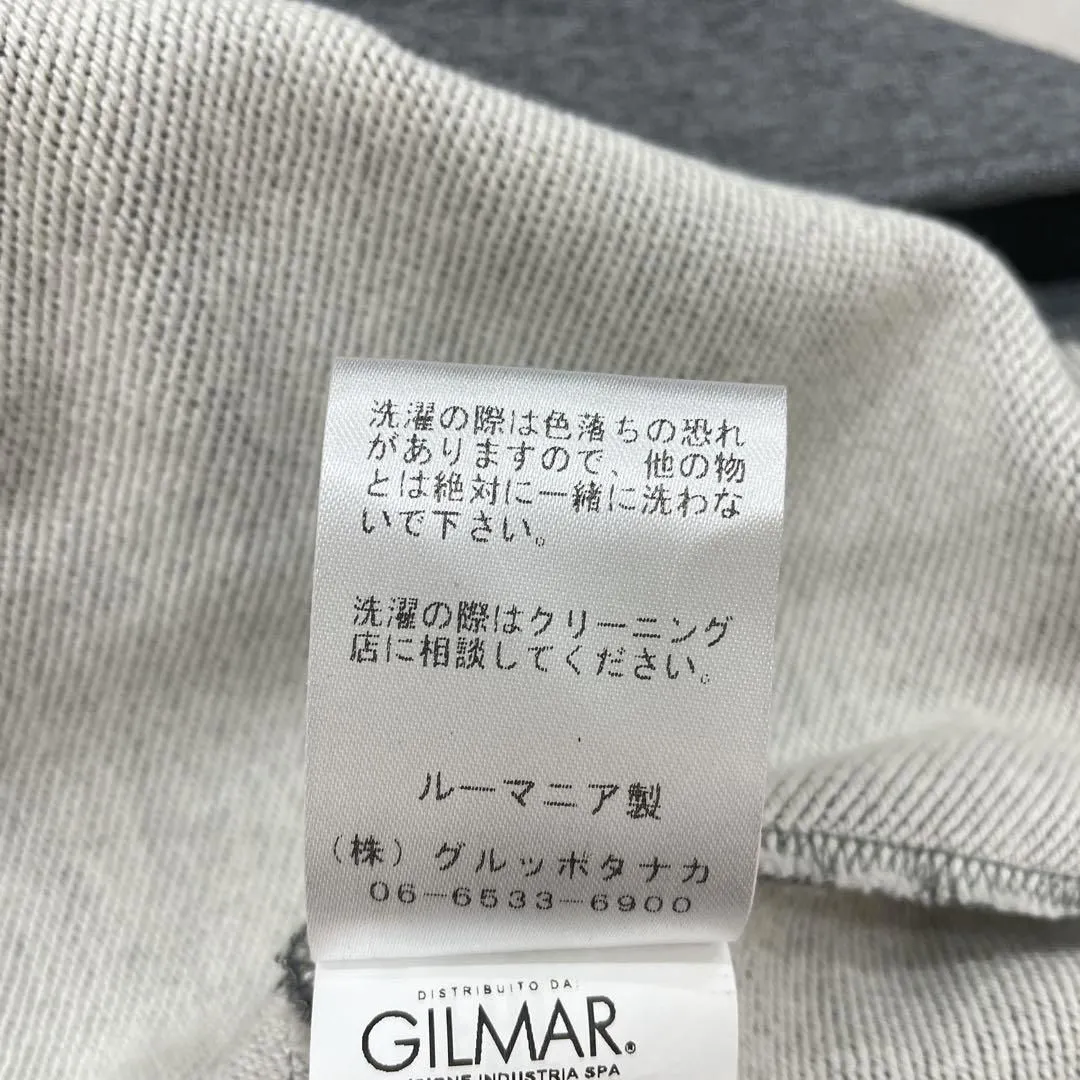 洗濯の際は色落ちの恐れ
がありますので、他の物
とは絶対に一緒に洗わな
いで下さい。
洗濯の際はクリーニング
店に相談してください。
ルーマニア製
(株)グルッポタナカ
06-6533-6900
DISTRIBUITO DA:
GILMAR®
INDUSTRIA SPA